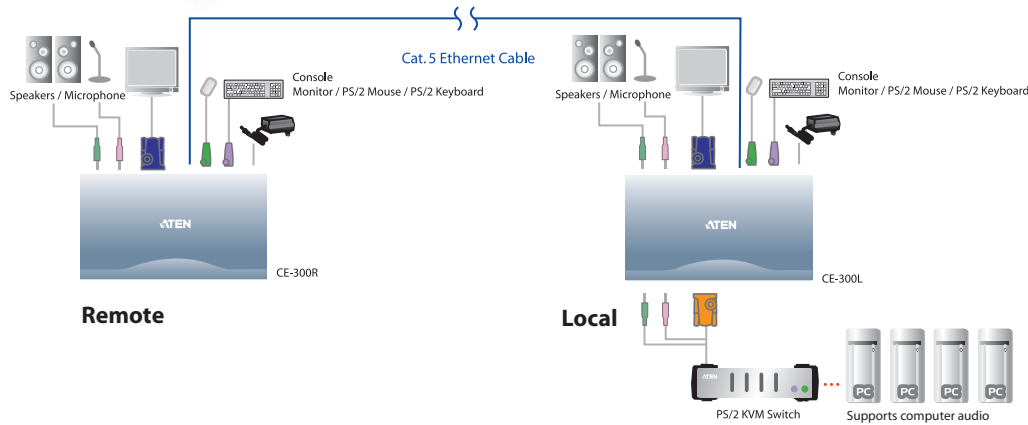 Cat. 5 Ethernet Cable
Speakers / Microphone
Console
Monitor / PS/2 Mouse / PS/2 Keyboard
ATEN
CE-300R
Remote
Speakers / Microphone
Console
Monitor / PS/2 Mouse / PS/2 Keyboard
ATEN
CE-300L
Local
ATEN
PS/2 KVM Switch
PC
PC
PC
PC
Supports computer audio